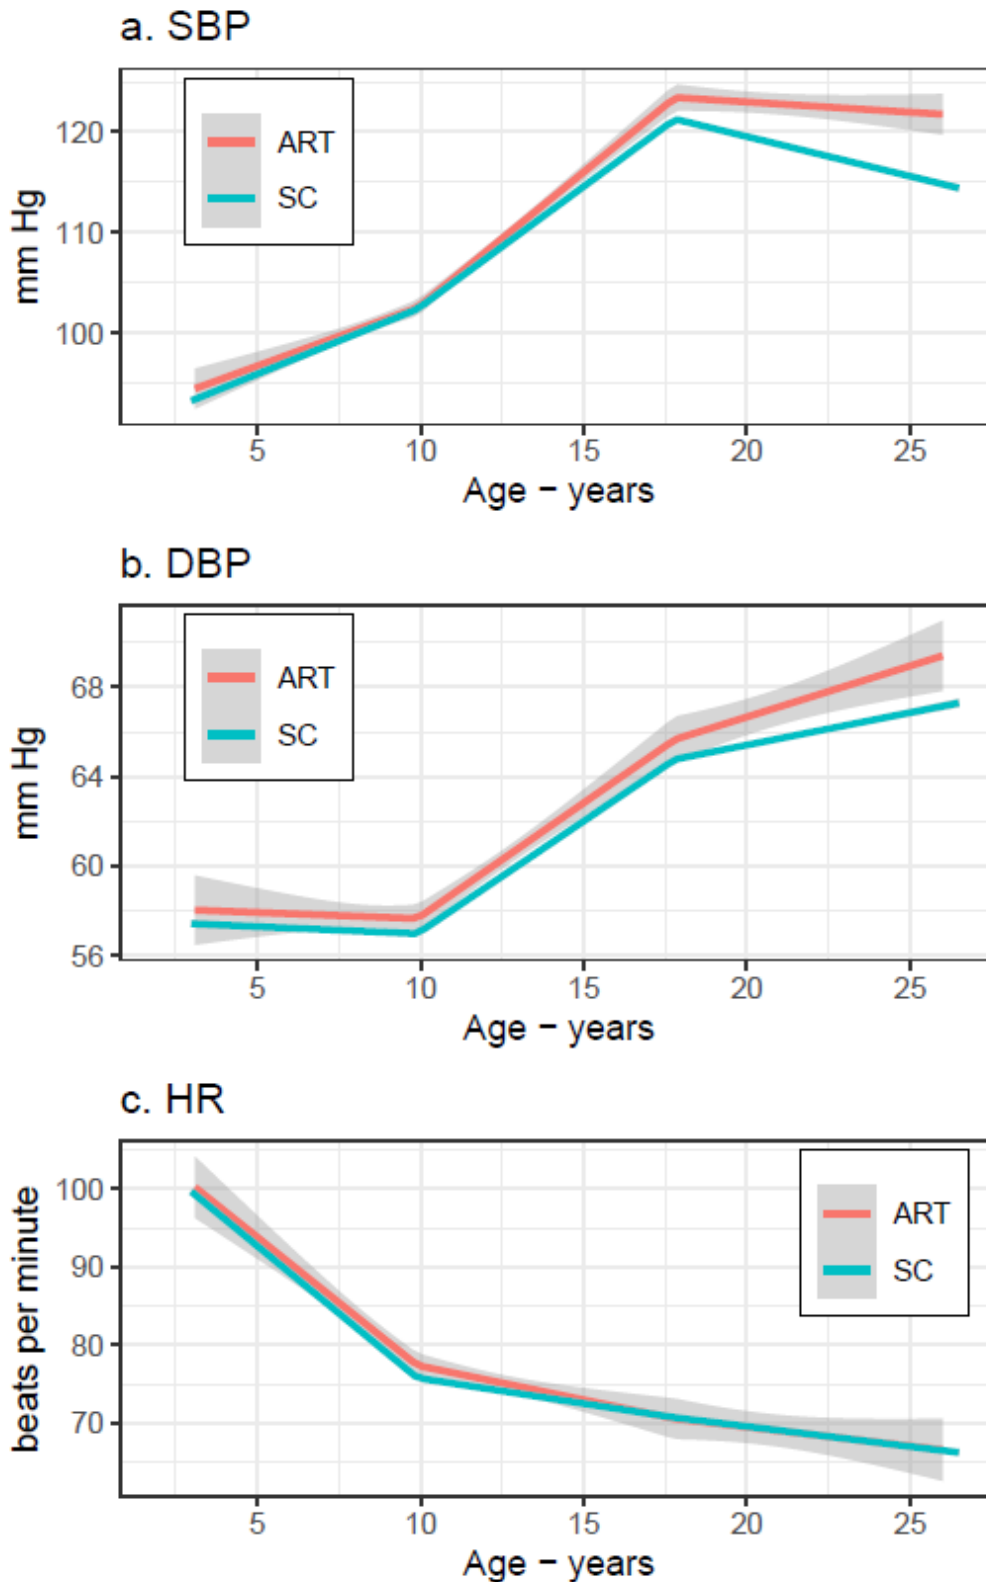 a. SBP
ART
SC
120
110
100
mm Hg
5 10 15 20 25
Age − years
b. DBP
ART
SC
68
64
60
56
mm Hg
5 10 15 20 25
Age − years
c. HR
ART
SC
100
90
80
70
beats per minute
5 10 15 20 25
Age − years